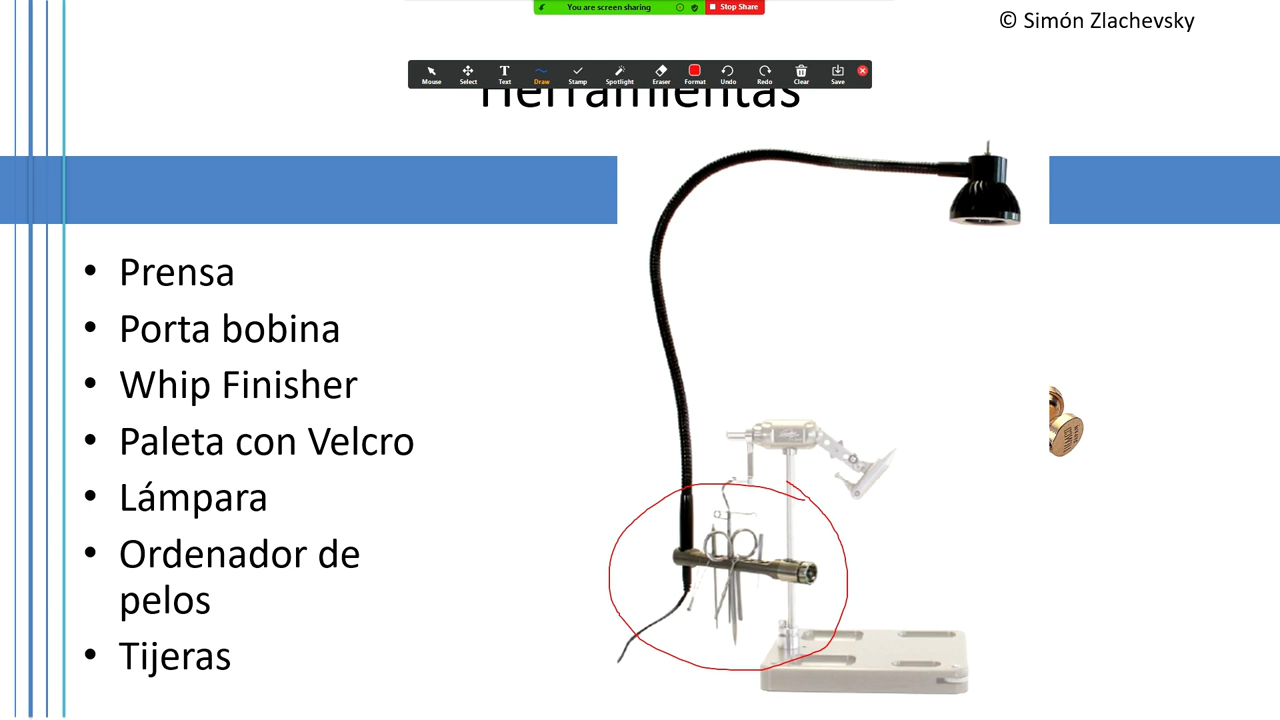 You are screen sharing
Stop Share
© Simón Zlachevsky
Mouse
Select
Text
Draw
Stamp
Spotlight
Eraser
Format
Undo
Redo
Clear
Save
Herramientas
• Prensa
• Porta bobina
• Whip Finisher
• Paleta con Velcro
• Lámpara
• Ordenador de
pelos
• Tijeras